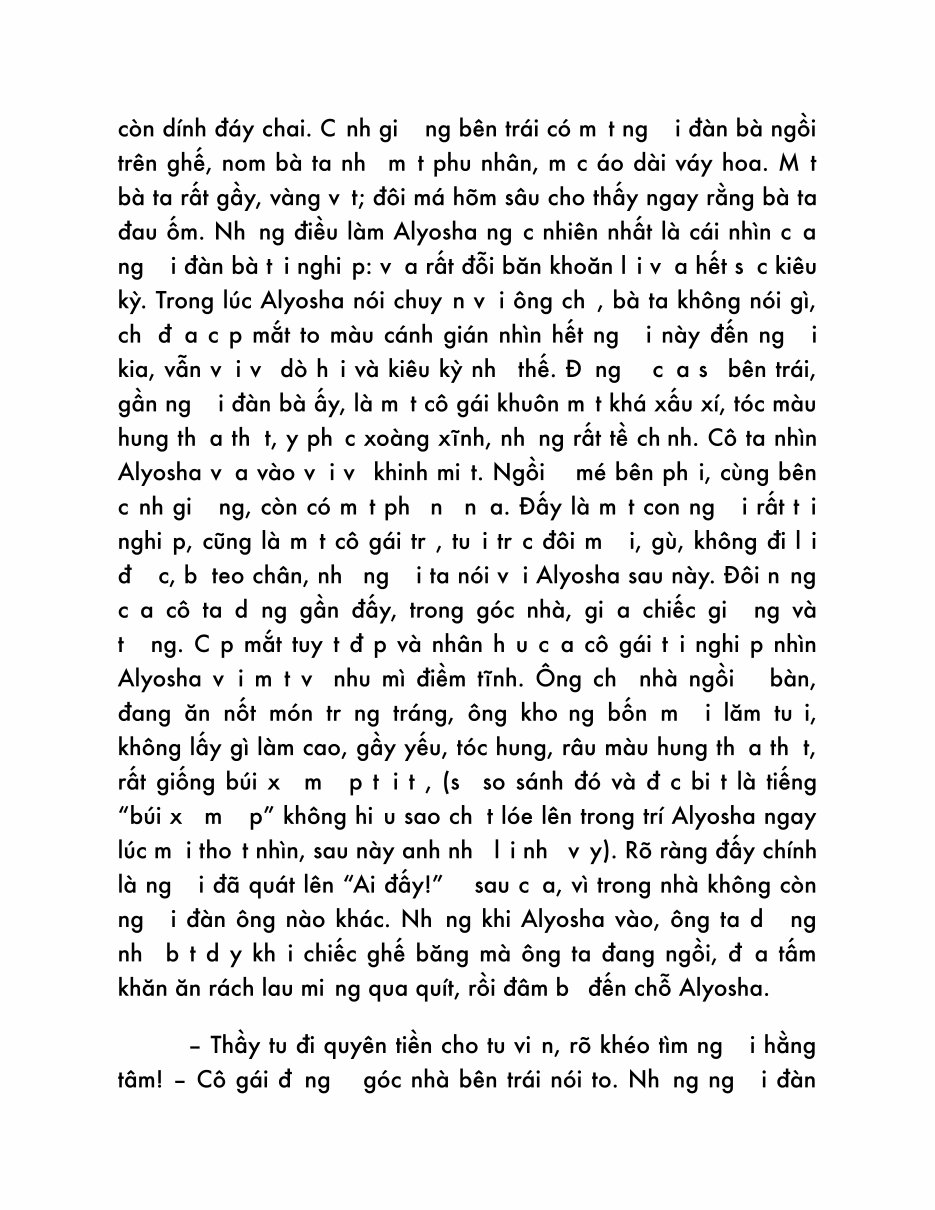 còn dính đáy chai. C nh gi ng bên trái có m t ng i đàn bà ngồi
trên ghế, nom bà ta nh m t phu nhân, m c áo dài váy hoa. M t
bà ta rất gầy, vàng v t; đôi má hõm sâu cho thấy ngay rằng bà ta
đau ốm. Nh ng điều làm Alyosha ng c nhiên nhất là cái nhìn c a
ng i đàn bà t i nghi p: v a rất đỗi băn khoăn l i v a hết s c kiêu
kỳ. Trong lúc Alyosha nói chuy n v i ông ch , bà ta không nói gì,
ch đ a c p mắt to màu cánh gián nhìn hết ng i này đến ng i
kia, vẫn v i v dò h i và kiêu kỳ nh thế. Đ ng c a s bên trái,
gần ng i đàn bà ấy, là m t cô gái khuôn m t khá xấu xí, tóc màu
hung th a th t, y ph c xoàng xĩnh, nh ng rất tề ch nh. Cô ta nhìn
Alyosha v a vào v i v khinh mi t. Ngồi mé bên ph i, cùng bên
c nh gi ng, còn có m t ph n n a. Đấy là m t con ng i rất t i
nghi p, cũng là m t cô gái tr , tu i tr c đôi m i, gù, không đi l i
đ c, b teo chân, nh ng i ta nói v i Alyosha sau này. Đôi n ng
c a cô ta d ng gần đấy, trong góc nhà, gi a chiếc gi ng và
t ng. C p mắt tuy t đ p và nhân h u c a cô gái t i nghi p nhìn
Alyosha v i m t v nhu mì điềm tĩnh. Ông ch nhà ngồi bàn,
đang ăn nốt món tr ng tráng, ông kho ng bốn m i lăm tu i,
không lấy gì làm cao, gầy yếu, tóc hung, râu màu hung th a th t,
rất giống búi x m p t i t , (s so sánh đó và đ c bi t là tiếng
“búi x m p” không hi u sao ch t lóe lên trong trí Alyosha ngay
lúc m i tho t nhìn, sau này anh nh l i nh v y). Rõ ràng đấy chính
là ng i đã quát lên “Ai đấy!” sau c a, vì trong nhà không còn
ng i đàn ông nào khác. Nh ng khi Alyosha vào, ông ta d ng
nh b t d y kh i chiếc ghế băng mà ông ta đang ngồi, đ a tấm
khăn ăn rách lau mi ng qua quít, rồi đâm b đến chỗ Alyosha.
– Thầy tu đi quyên tiền cho tu vi n, rõ khéo tìm ng i hằng
tâm! – Cô gái đ ng góc nhà bên trái nói to. Nh ng ng i đàn